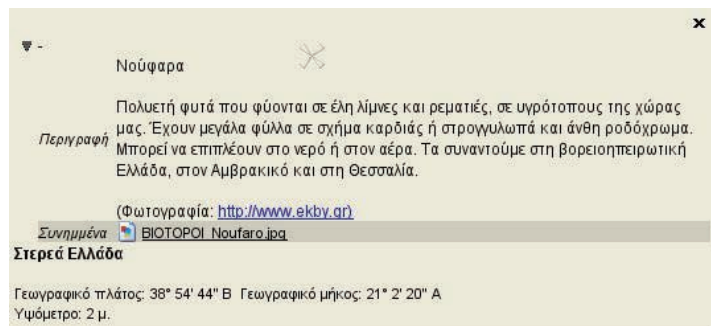 -
Νούφαρα
Πολυετή φυτά που φύονται σε έλη λίμνες και ρεματιές, σε υγρότοπους της χώρας
μας. Έχουν μεγάλα φύλλα σε σχήμα καρδιάς ή στρογγυλωπά και άνθη ροδόχρωμα.
Περιγραφή Μπορεί να επιπλέουν στο νερό ή στον αέρα. Τα συναντούμε στη βορειοηπειρωτική
Ελλάδα, στον Αμβρακικό και στη Θεσσαλία.
(Φωτογραφία: http://www.ekby.gr)
Συνημμένα BIOTOPOI_Noufaro.jpg
Στερεά Ελλάδα
Γεωγραφικό πλάτος: 38° 54' 44" Β Γεωγραφικό μήκος: 21° 2' 20" Α
Υψόμετρο: 2 μ.